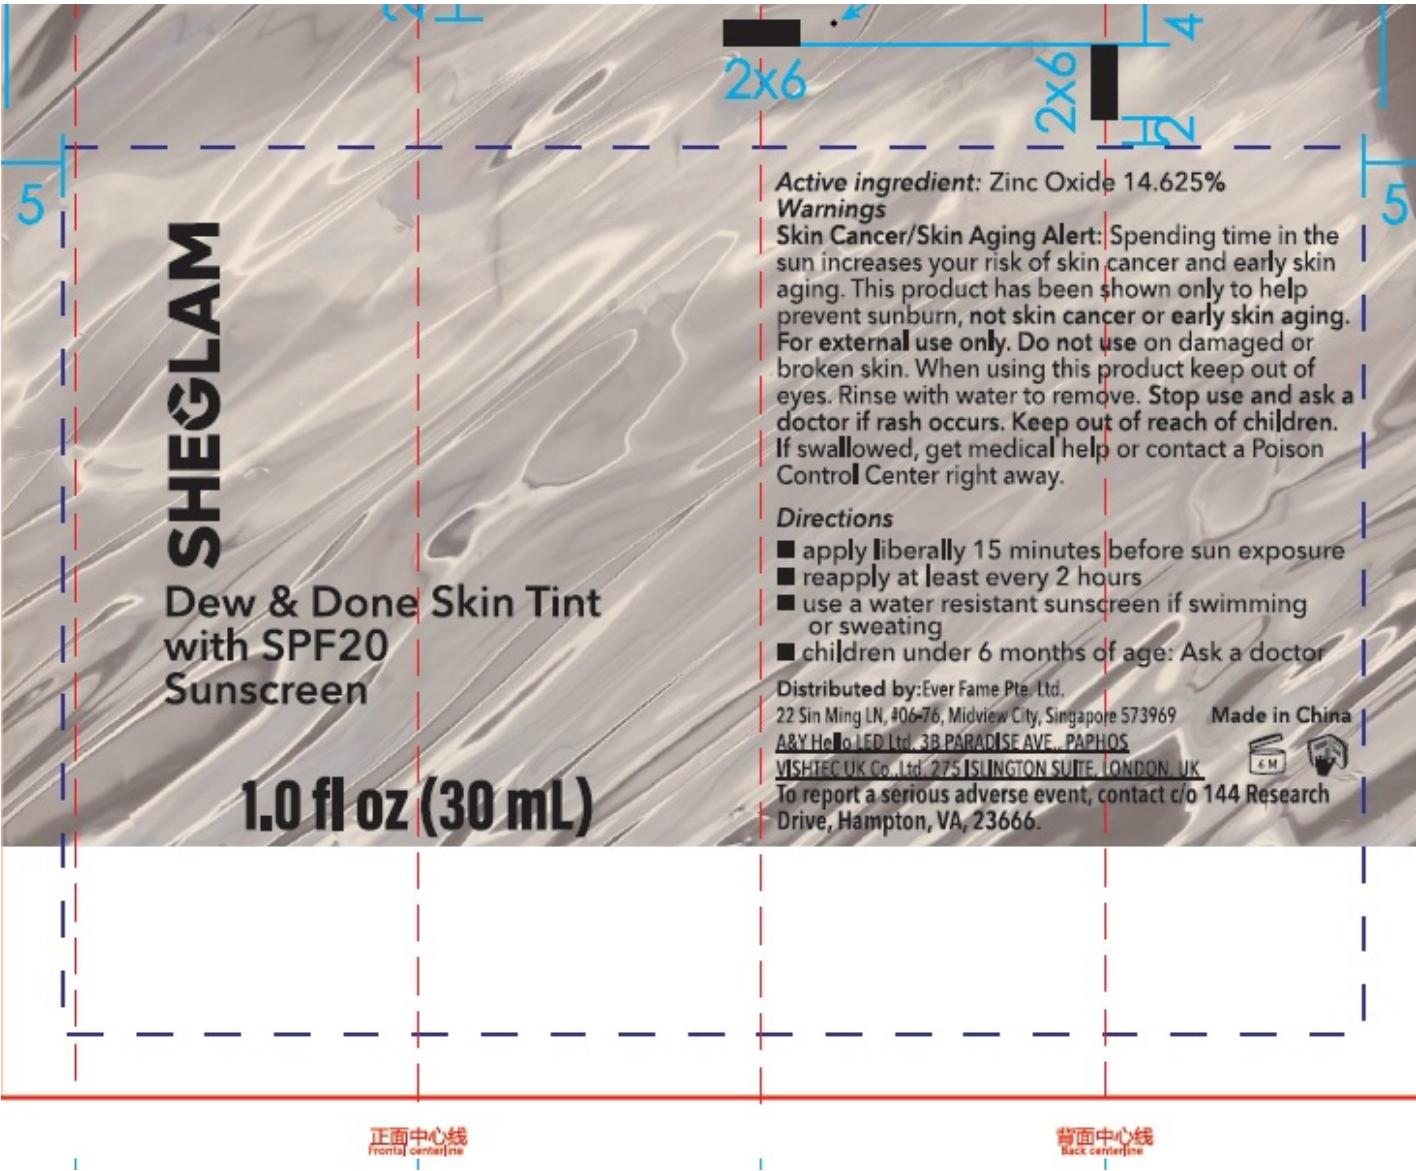 2x6
4
2x6
2
5
5
SHEGLAM
Dew & Done Skin Tint
with SPF20
Sunscreen
1.0 fl oz (30 mL)
Active ingredient: Zinc Oxide 14.625%
Warnings
Skin Cancer/Skin Aging Alert: Spending time in the
sun increases your risk of skin cancer and early skin
aging. This product has been shown only to help
prevent sunburn, not skin cancer or early skin aging.
For external use only. Do not use on damaged or
broken skin. When using this product keep out of
eyes. Rinse with water to remove. Stop use and ask a
doctor if rash occurs. Keep out of reach of children.
If swallowed, get medical help or contact a Poison
Control Center right away.
Directions
■ apply liberally 15 minutes before sun exposure
■ reapply at least every 2 hours
■ use a water resistant sunscreen if swimming
or sweating
■ children under 6 months of age: Ask a doctor
Distributed by:Ever Fame Pte. Ltd.
22 Sin Ming LN, #06-76, Midview City, Singapore 573969
Made in China
A&Y Hello LED Ltd. 3B PARADISE AVE., PAPHOS
VISHTEC UK Co.,Ltd. 275 ISLINGTON SUITE, LONDON, UK
6 M
To report a serious adverse event, contact c/o 144 Research
Drive, Hampton, VA, 23666.
正面中心线
Frontal centerline
背面中心线
Back centerline